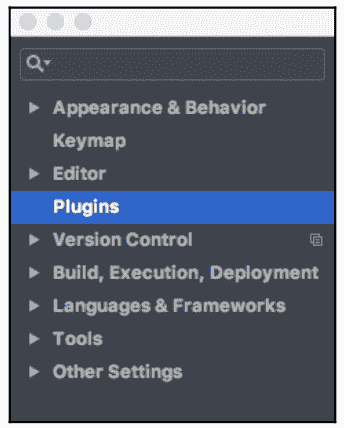 Appearance & Behavior
Keymap
Editor
Plugins
Version Control
Build, Execution, Deployment
Languages & Frameworks
Tools
Other Settings